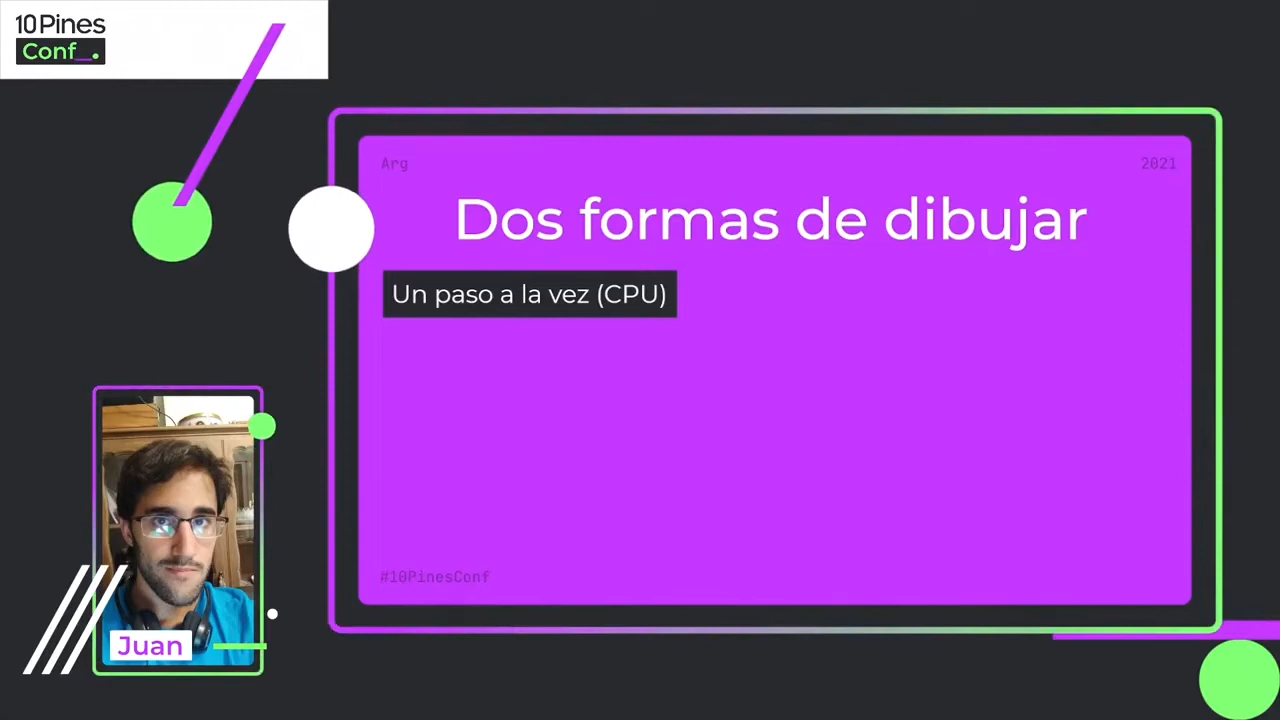 10Pines
Conf_.
Arg
2021
Dos formas de dibujar
Un paso a la vez (CPU)
#10PinesConf
Juan